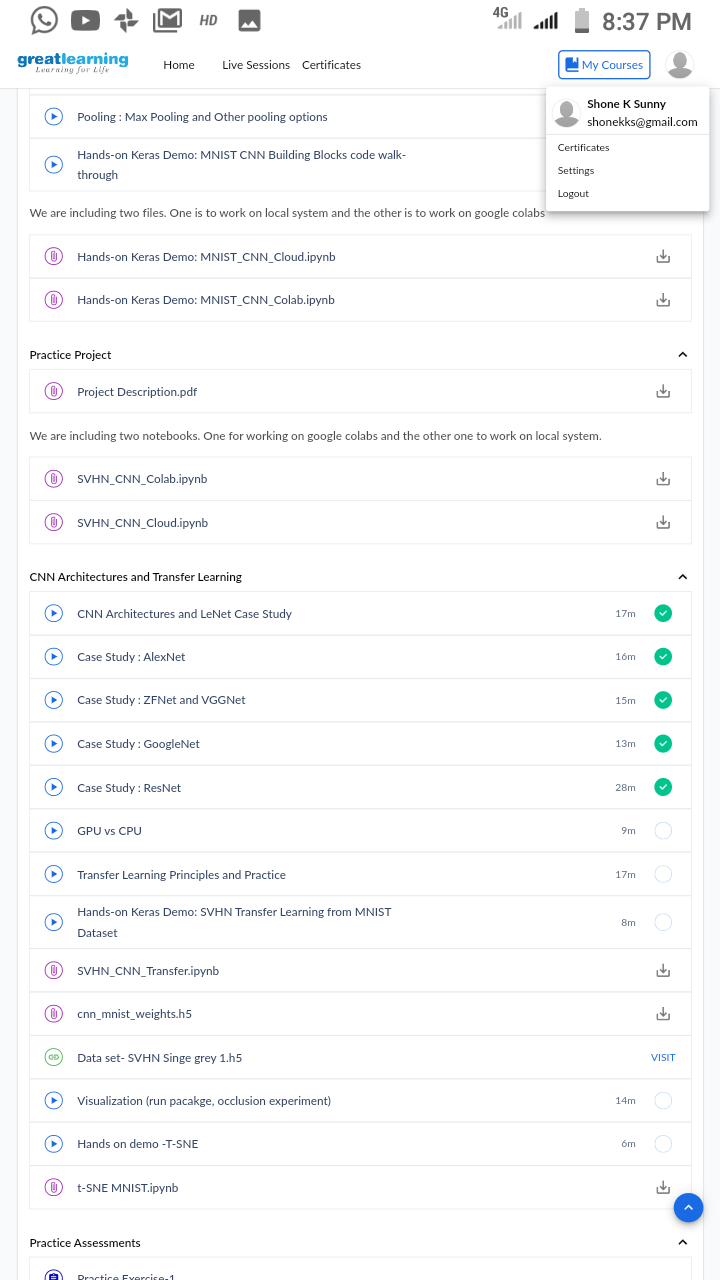 4G
HD
8:37 PM
greatlearning
Learning for Life
Home
Live Sessions
Certificates
My Courses
Shone K Sunny
shonekks@gmail.com
Certificates
Settings
Logout
Pooling : Max Pooling and Other pooling options
Hands-on Keras Demo: MNIST CNN Building Blocks code walk-
through
We are including two files. One is to work on local system and the other is to work on google colabs
Hands-on Keras Demo: MNIST_CNN_Cloud.ipynb
Hands-on Keras Demo: MNIST_CNN_Colab.ipynb
Practice Project
Project Description.pdf
We are including two notebooks. One for working on google colabs and the other one to work on local system.
SVHN_CNN_Colab.ipynb
SVHN_CNN_Cloud.ipynb
CNN Architectures and Transfer Learning
CNN Architectures and LeNet Case Study 17m
Case Study : AlexNet 16m
Case Study : ZFNet and VGGNet 15m
Case Study : GoogleNet 13m
Case Study : ResNet 28m
GPU vs CPU 9m
Transfer Learning Principles and Practice 17m
Hands-on Keras Demo: SVHN Transfer Learning from MNIST
Dataset 8m
SVHN_CNN_Transfer.ipynb
cnn_mnist_weights.h5
Data set- SVHN Singe grey 1.h5 VISIT
Visualization (run pacakge, occlusion experiment) 14m
Hands on demo -T-SNE 6m
t-SNE MNIST.ipynb
Practice Assessments
Practice Exercise-1